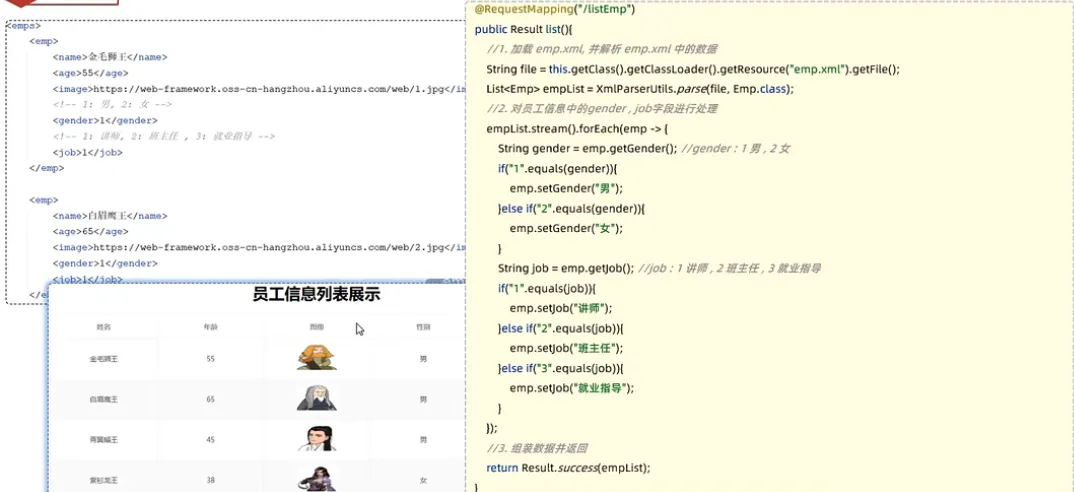 <emps>
<emp>
<name>金毛狮王</name>
<age>55</age>
<image>https://web-framework.oss-cn-hangzhou.aliyuncs.com/web/1.jpg</im
<!-- 1: 男, 2: 女 -->
<gender>1</gender>
<!-- 1: 讲师, 2: 班主任 , 3: 就业指导 -->
<job>1</job>
</emp>
<emp>
<name>白眉鹰王</name>
<age>65</age>
<image>https://web-framework.oss-cn-hangzhou.aliyuncs.com/web/2.jpg</im
<gender>1</gender>
<job>1</job>
</e
员工信息列表展示
姓名 年龄 图像 性别
金毛狮王 55 男
白眉鹰王 65 男
青翼蝠王 45 男
紫衫龙王 38 女
@RequestMapping("/listEmp")
public Result list(){
//1. 加载 emp.xml, 并解析 emp.xml 中的数据
String file = this.getClass().getClassLoader().getResource("emp.xml").getFile();
List<Emp> empList = XmlParserUtils.parse(file, Emp.class);
//2. 对员工信息中的gender , job字段进行处理
empList.stream().forEach(emp -> {
String gender = emp.getGender(); //gender : 1 男 , 2 女
if("1".equals(gender)){
emp.setGender("男");
}else if("2".equals(gender)){
emp.setGender("女");
}
String job = emp.getJob(); //job : 1 讲师 , 2 班主任 , 3 就业指导
if("1".equals(job)){
emp.setJob("讲师");
}else if("2".equals(job)){
emp.setJob("班主任");
}else if("3".equals(job)){
emp.setJob("就业指导");
}
});
//3. 组装数据并返回
return Result.success(empList);
}